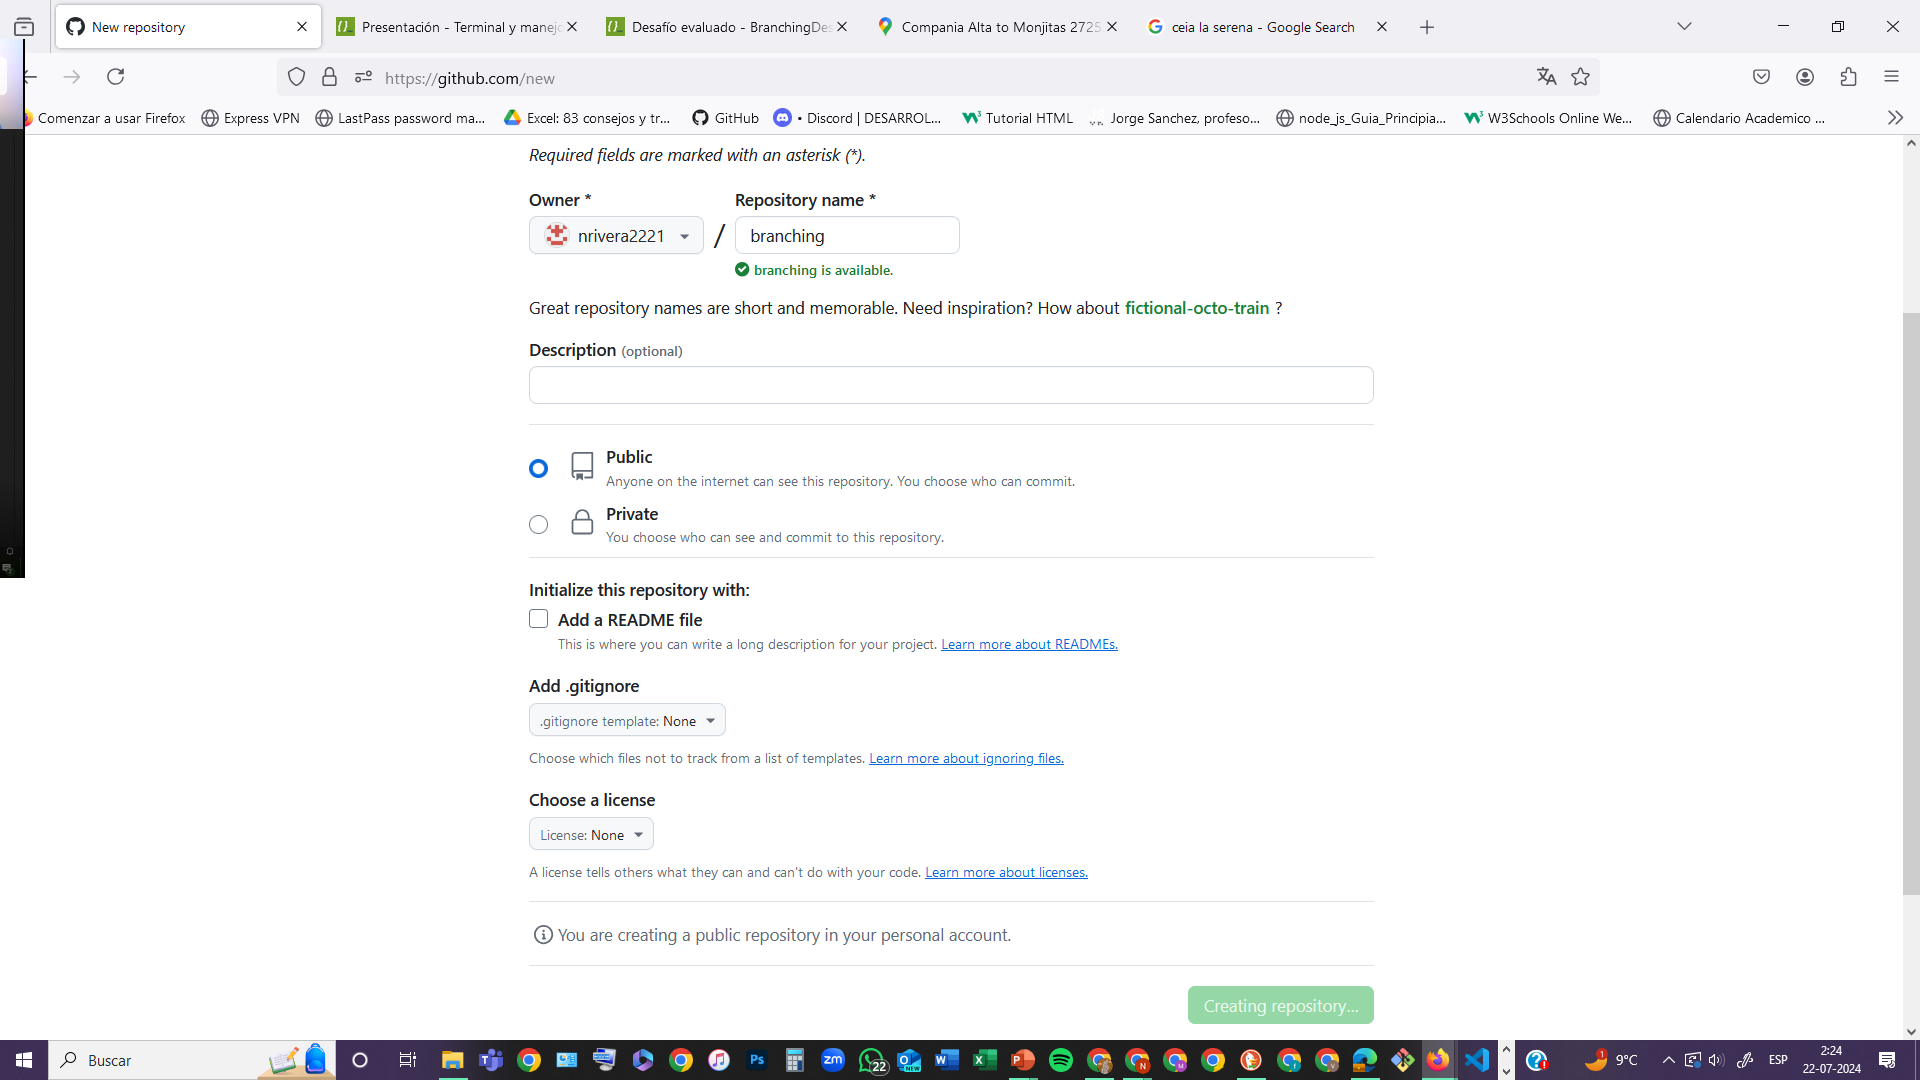 New repository
Presentación - Terminal y manej
Desafío evaluado - BranchingDes
Compania Alta to Monjitas 2725
ceia la serena - Google Search
https://github.com/new
Comenzar a usar Firefox
Express VPN
LastPass password ma...
Excel: 83 consejos y tr...
GitHub
• Discord | DESARROL...
Tutorial HTML
Jorge Sanchez, profeso...
node_js_Guia_Principia...
W3Schools Online We...
Calendario Academico ...
Required fields are marked with an asterisk (*).
Owner *
Repository name *
nrivera2221
/
branching
branching is available.
Great repository names are short and memorable. Need inspiration? How about fictional-octo-train ?
Description (optional)
Public
Anyone on the internet can see this repository. You choose who can commit.
Private
You choose who can see and commit to this repository.
Initialize this repository with:
Add a README file
This is where you can write a long description for your project. Learn more about READMEs.
Add .gitignore
.gitignore template: None
Choose which files not to track from a list of templates. Learn more about ignoring files.
Choose a license
License: None
A license tells others what they can and can't do with your code. Learn more about licenses.
You are creating a public repository in your personal account.
Creating repository...
Buscar
22
9°C
ESP
2:24
22-07-2024